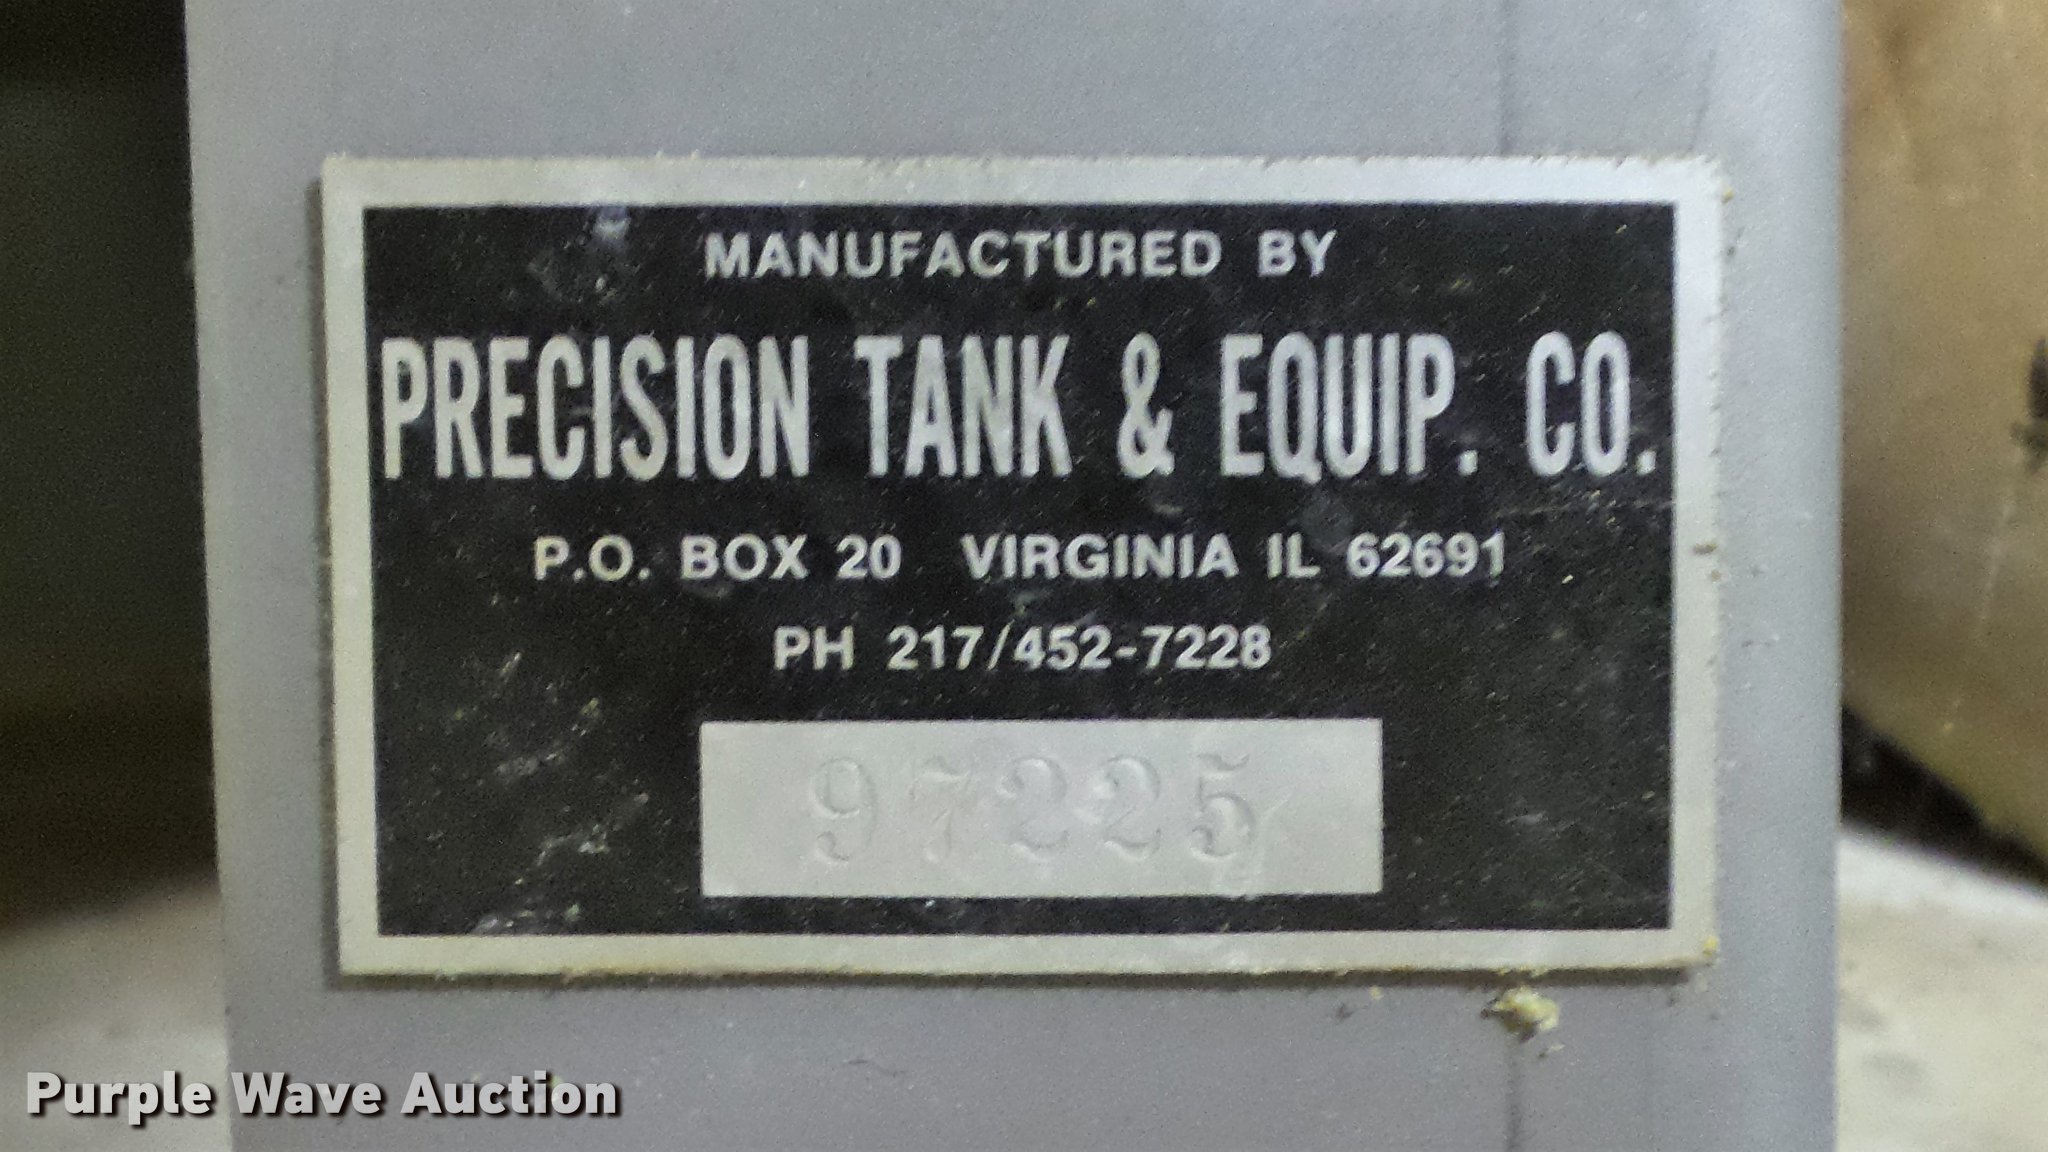 MANUFACTURED BY
PRECISION TANK & EQUIP. CO.
P.O. BOX 20 VIRGINIA IL 62691
PH 217/452-7228
97225
Purple Wave Auction